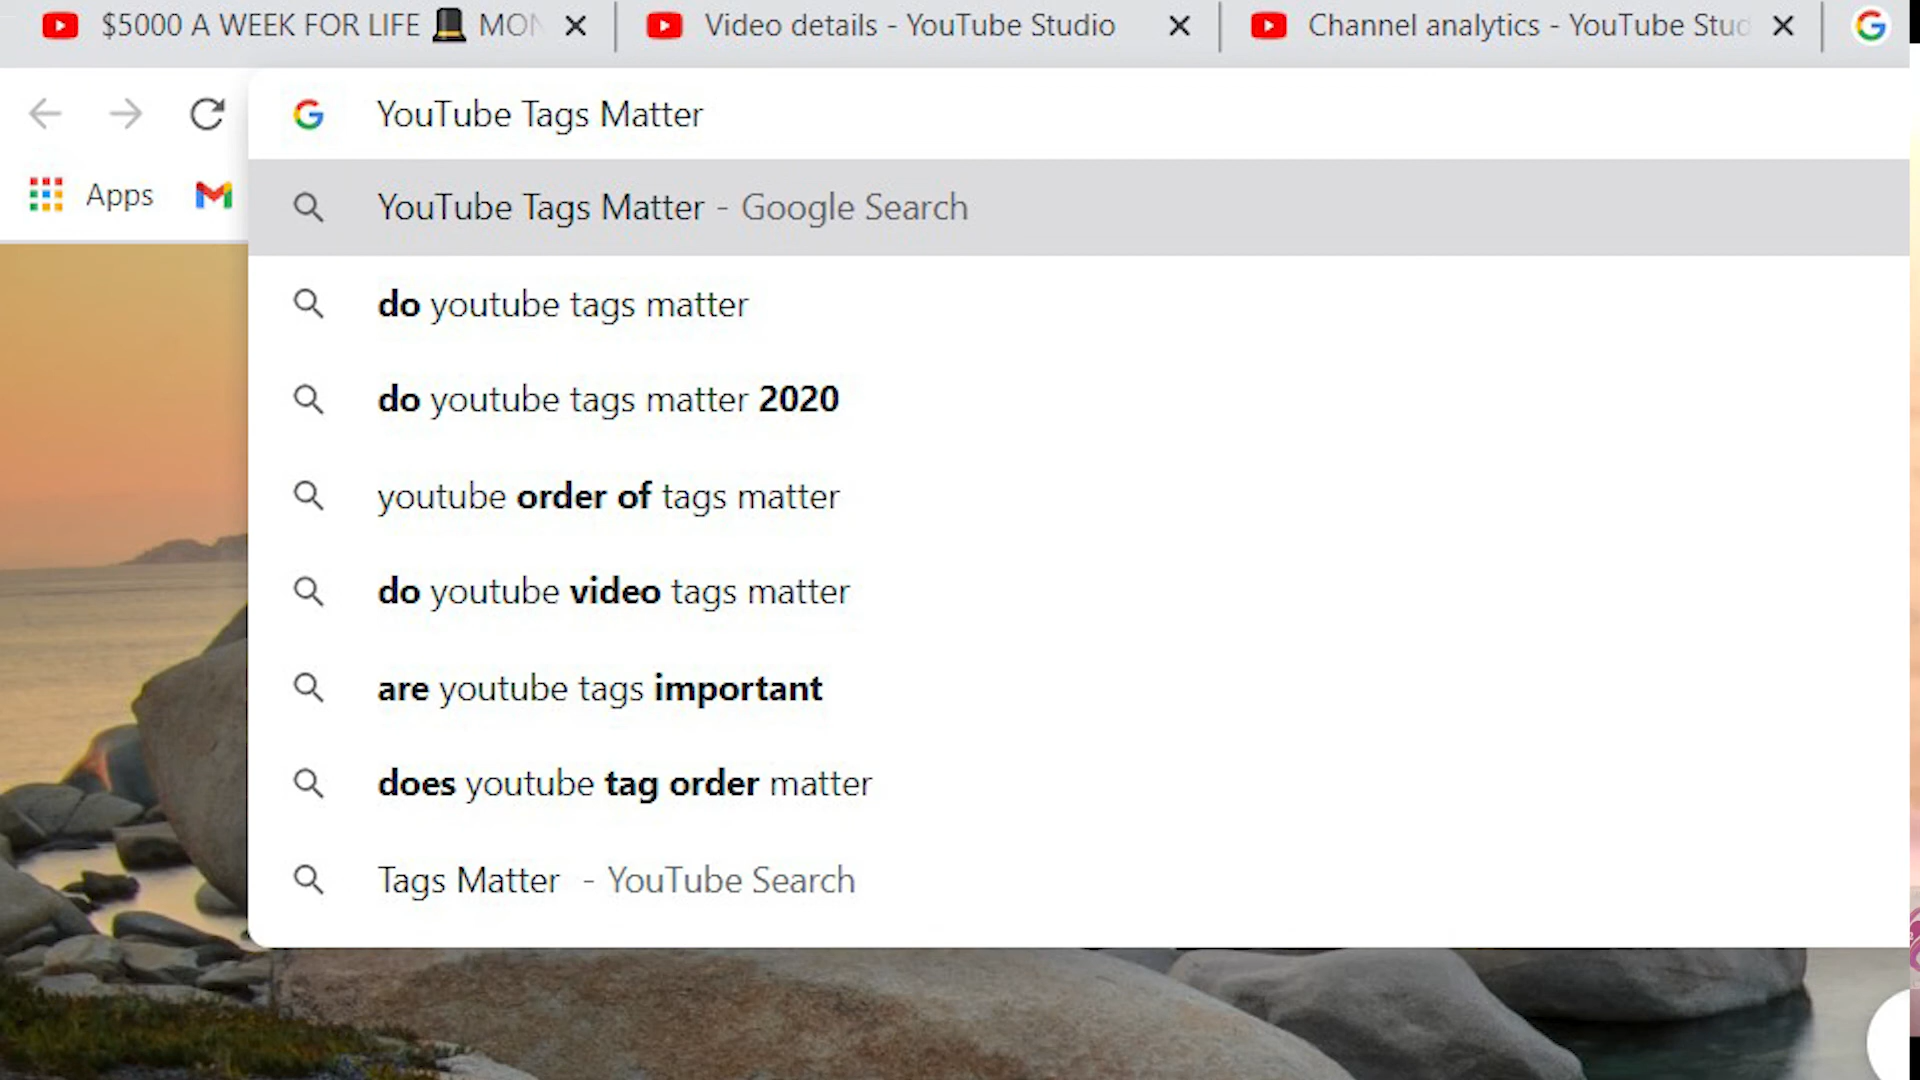 $5000 A WEEK FOR LIFE 🎩 MON
Video details - YouTube Studio
Channel analytics - YouTube Stud
YouTube Tags Matter
Apps
YouTube Tags Matter - Google Search
do youtube tags matter
do youtube tags matter 2020
youtube order of tags matter
do youtube video tags matter
are youtube tags important
does youtube tag order matter
Tags Matter - YouTube Search